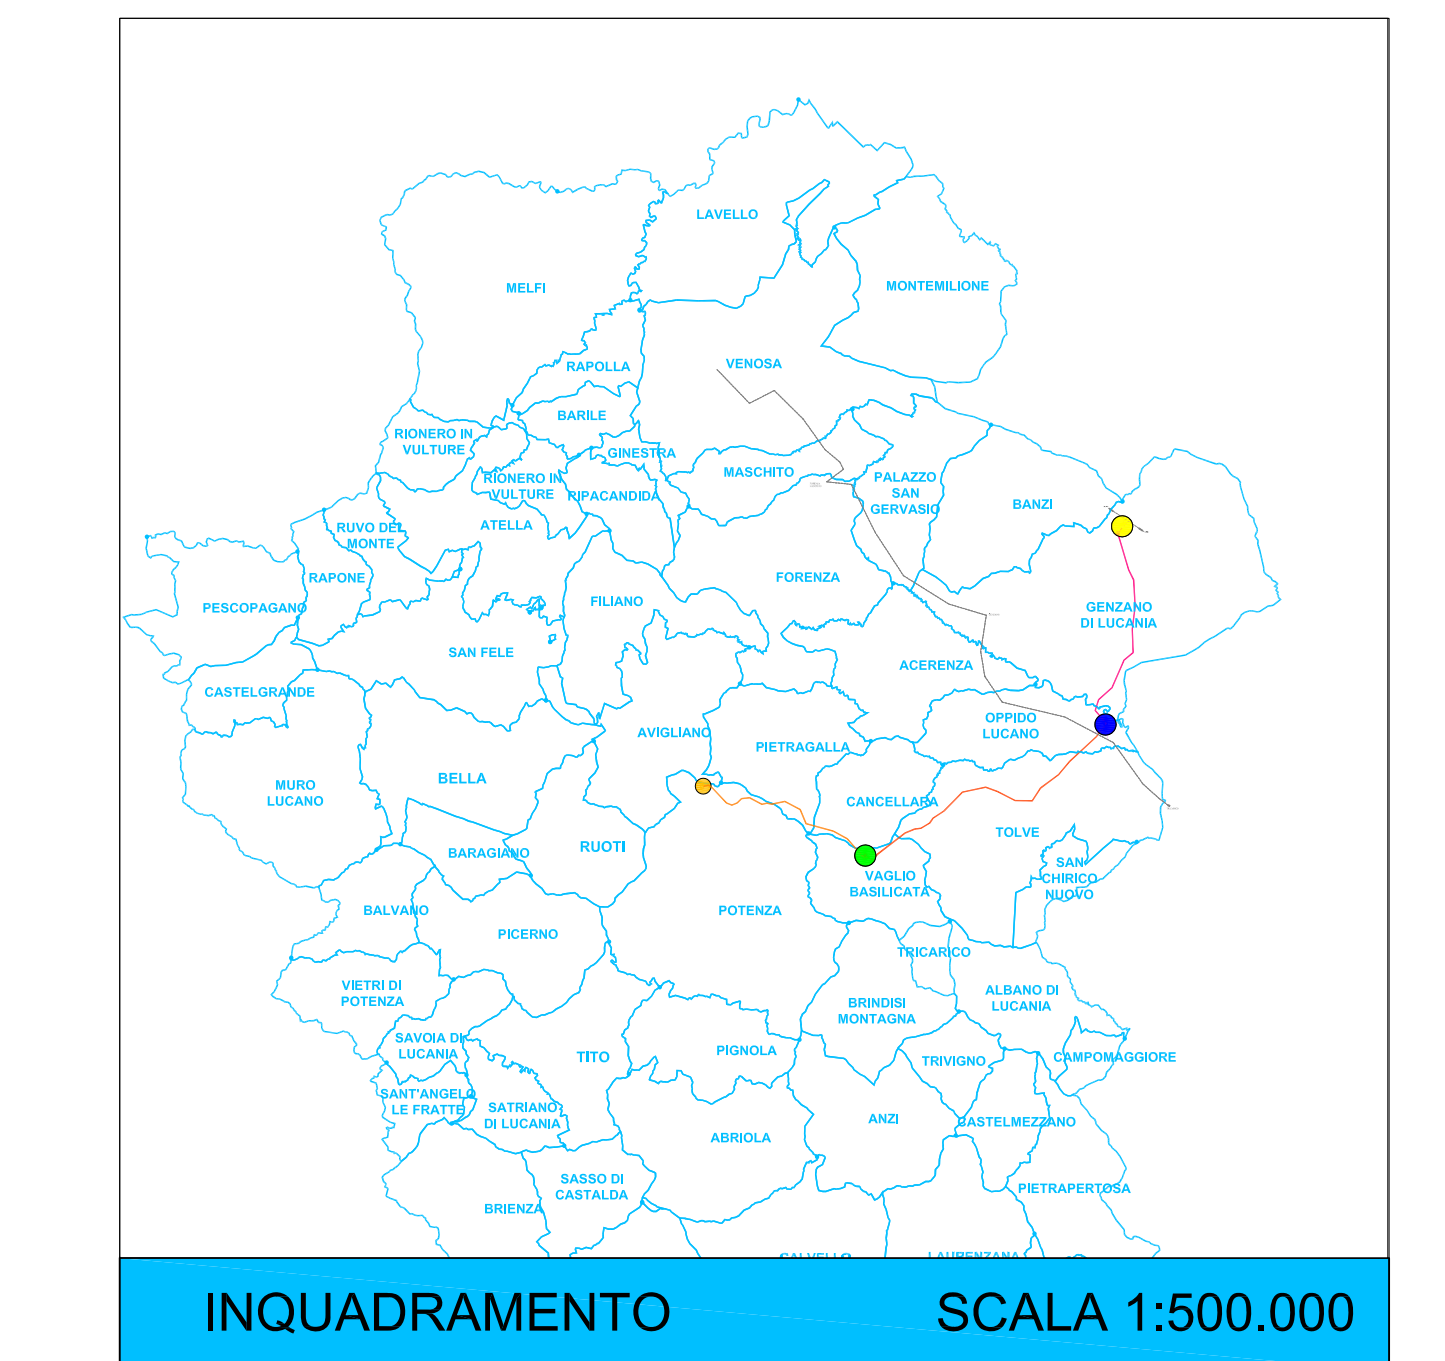 LAVELLO
MELFI
MONTEMILIONE
VENOSA
RAPOLLA
BARILE
RIONERO IN
VULTURE
GINESTRA
MASCHITO
PALAZZO
SAN
GERVASIO
RIONERO IN
VULTURE
RIPACANDIDA
BANZI
RUVO DEL
MONTE
ATELLA
RAPONE
FORENZA
PESCOPAGANO
FILIANO
GENZANO
DI LUCANIA
SAN FELE
ACERENZA
CASTELGRANDE
OPPIDO
LUCANO
AVIGLIANO
PIETRAGALLA
BELLA
MURO
LUCANO
CANCELLARA
TOLVE
RUOTI
BARAGIANO
SAN
CHIRICO
NUOVO
VAGLIO
BASILICATA
BALVANO
POTENZA
PICERNO
TRICARICO
VIETRI DI
POTENZA
ALBANO DI
LUCANIA
BRINDISI
MONTAGNA
SAVOIA DI
LUCANIA
PIGNOLA
TITO
TRIVIGNO
CAMPOMAGGIORE
SANT'ANGELO
LE FRATTE
SATRIANO
DI LUCANIA
ANZI
CASTELMEZZANO
ABRIOLA
SASSO DI
CASTALDA
PIETRAPERTOSA
BRIENZA
CALVELLO
LAURENZANA
INQUADRAMENTO
SCALA 1:500.000